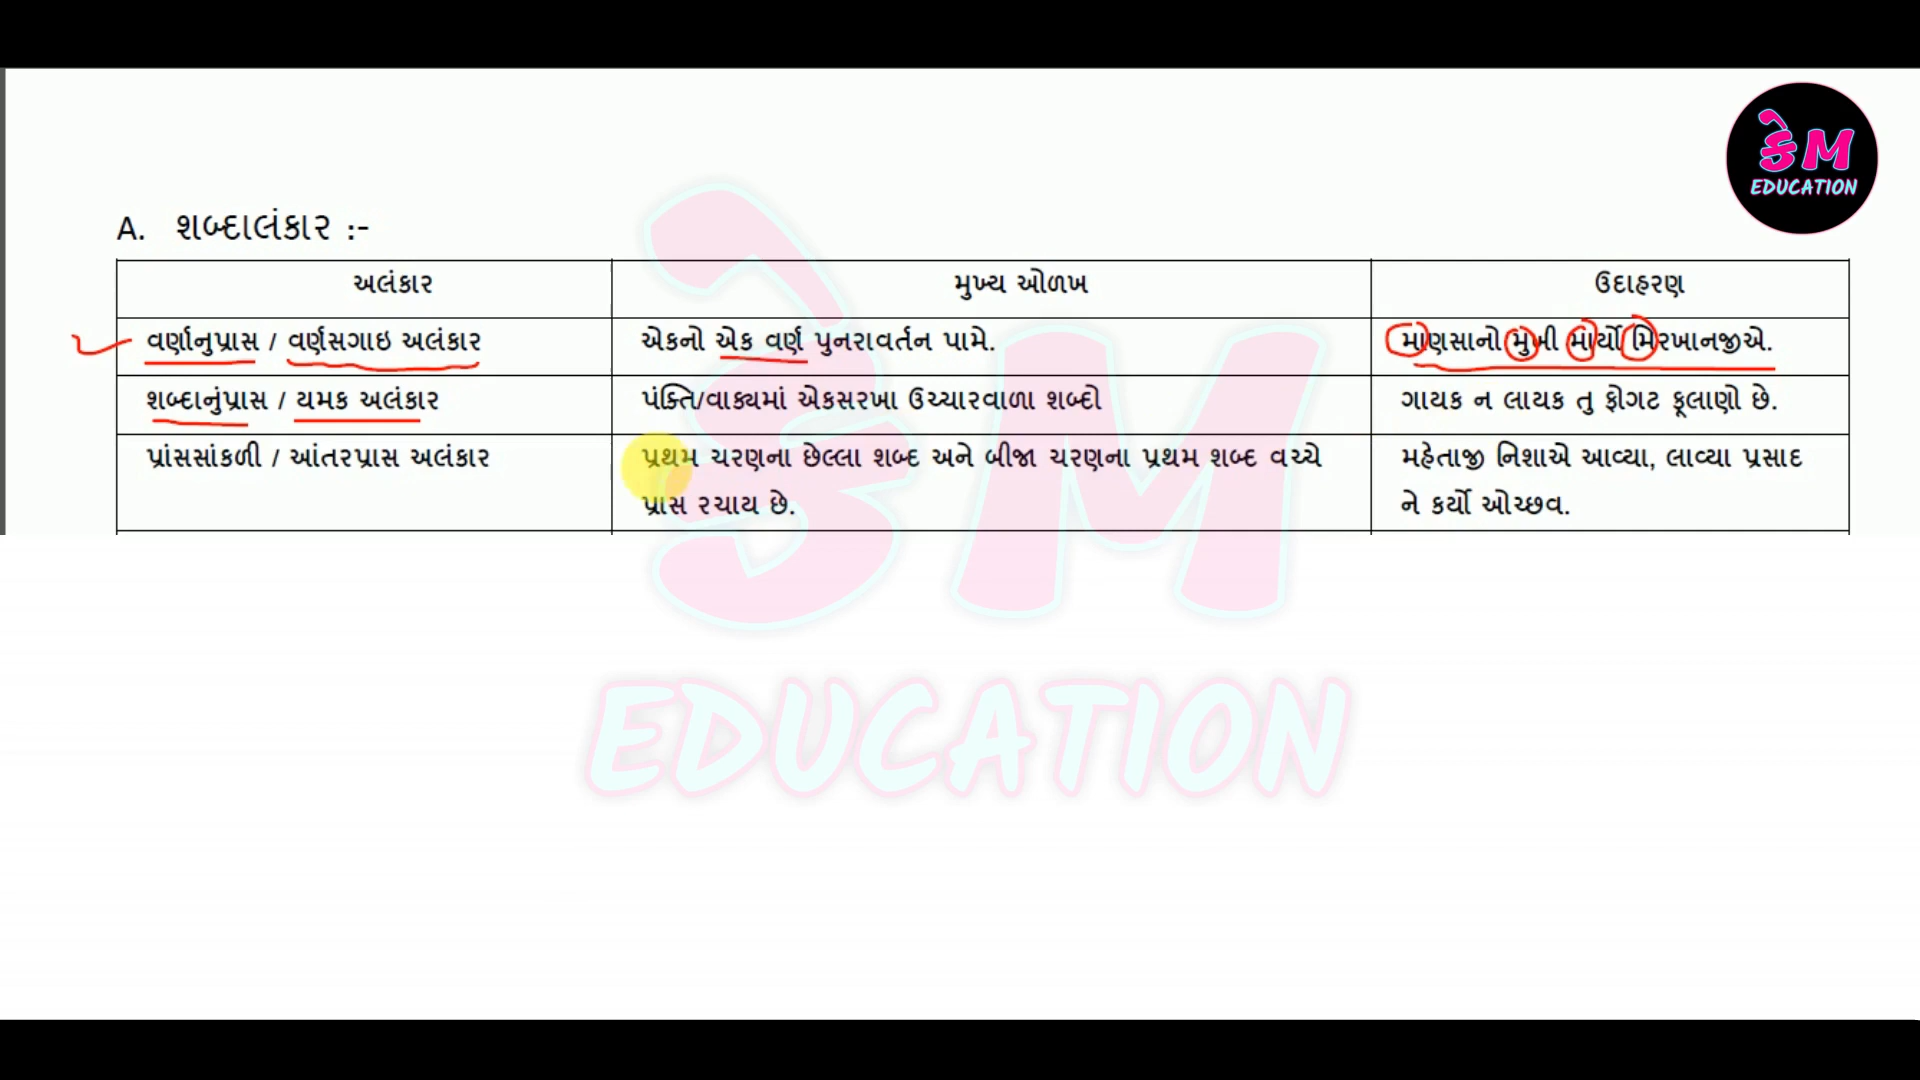 કેM
EDUCATION
A. શબ્દાલંકાર :-
અલંકાર મુખ્ય ઓળખ ઉદાહરણ
વર્ણાનુપ્રાસ / વર્ણસગાઇ અલંકાર એકનો એક વર્ણ પુનરાવર્તન પામે. માણસાનો મુખી માર્યો મિરખાનજીએ.
શબ્દાનુંપ્રાસ / યમક અલંકાર પંક્તિ/વાક્યમાં એકસરખા ઉચ્ચારવાળા શબ્દો ગાયક ન લાયક તુ ફોગટ ફૂલાણો છે.
પ્રાંસસાંકળી / આંતરપ્રાસ અલંકાર પ્રથમ ચરણના છેલ્લા શબ્દ અને બીજા ચરણના પ્રથમ શબ્દ વચ્ચે મહેતાજી નિશાએ આવ્યા, લાવ્યા પ્રસાદ
પ્રાસ રચાય છે. ને કર્યો ઓચ્છવ.
કેM
EDUCATION